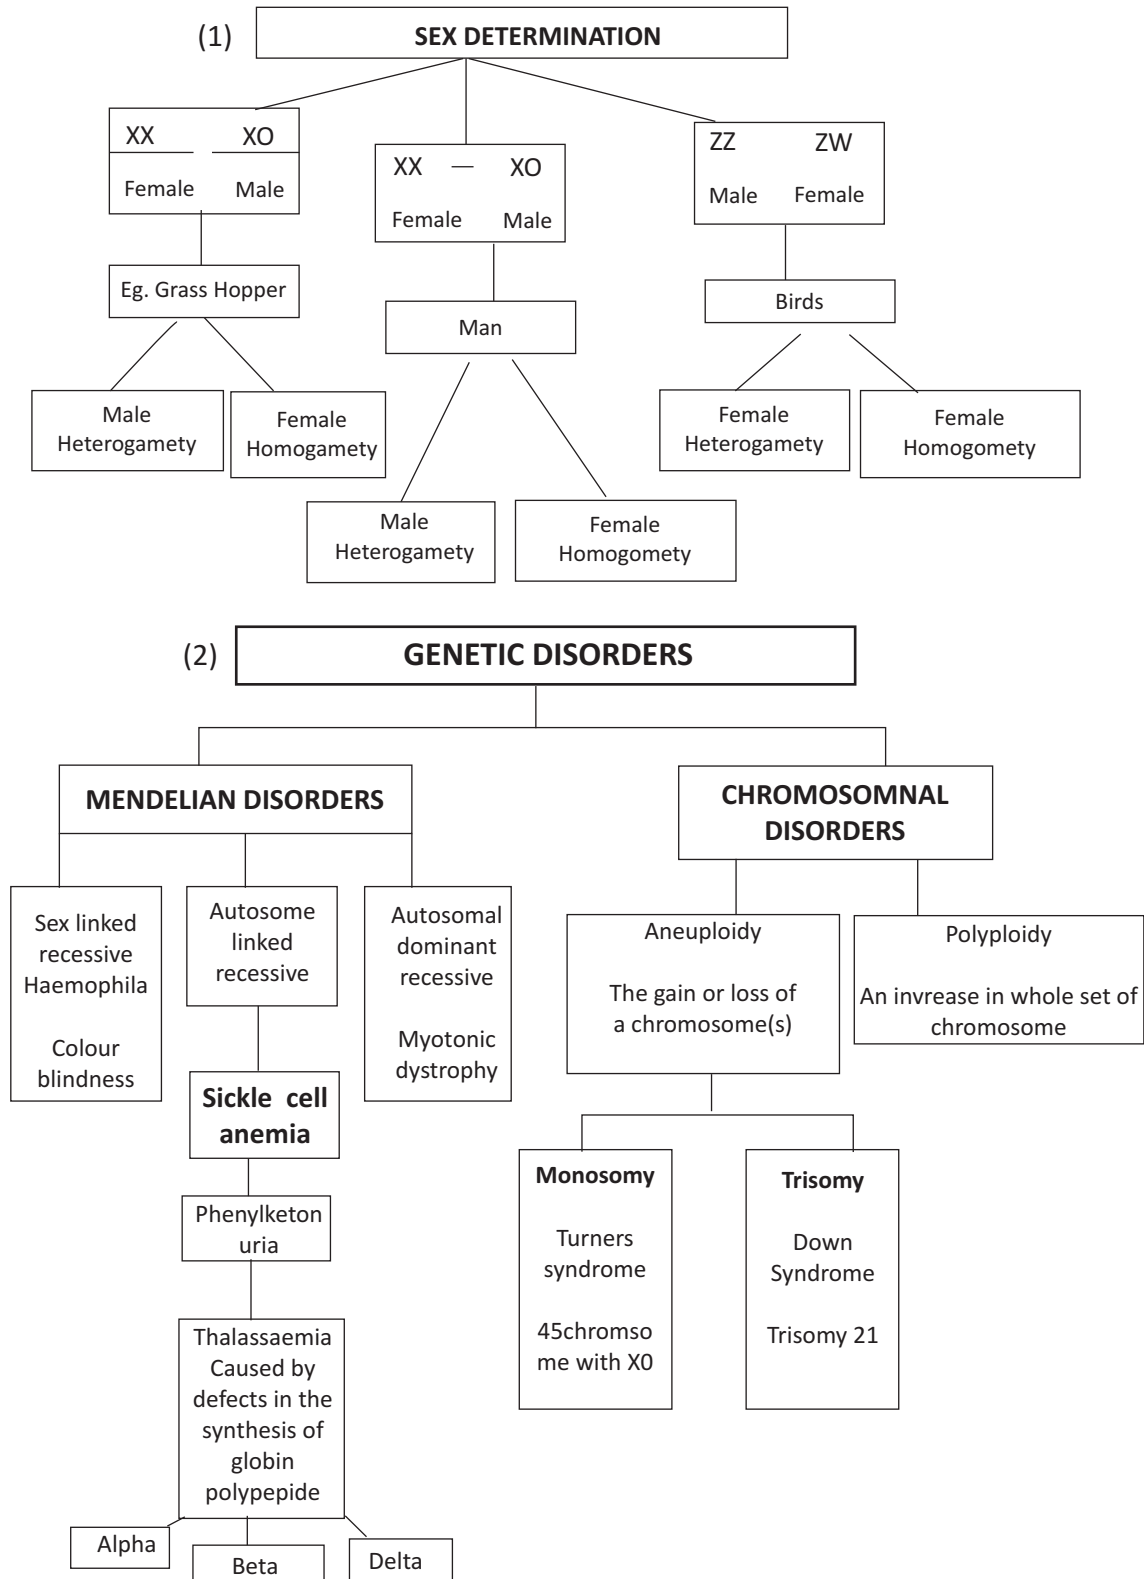 (1) SEX DETERMINATION
XX XO
Female Male
XX — XO
Female Male
ZZ ZW
Male Female
Eg. Grass Hopper
Man
Birds
Male
Heterogamety
Female
Homogamety
Male
Heterogamety
Female
Homogomety
Female
Heterogamety
Female
Homogomety
(2) GENETIC DISORDERS
MENDELIAN DISORDERS
CHROMOSOMNAL
DISORDERS
Sex linked
recessive
Haemophila
Colour
blindness
Autosome
linked
recessive
Autosomal
dominant
recessive
Myotonic
dystrophy
Sickle cell
anemia
Phenylketon
uria
Thalassaemia
Caused by
defects in the
synthesis of
globin
polypepide
Alpha
Beta
Delta
Aneuploidy
The gain or loss of
a chromosome(s)
Polyploidy
An invrease in whole set of
chromosome
Monosomy
Turners
syndrome
45chromso
me with X0
Trisomy
Down
Syndrome
Trisomy 21